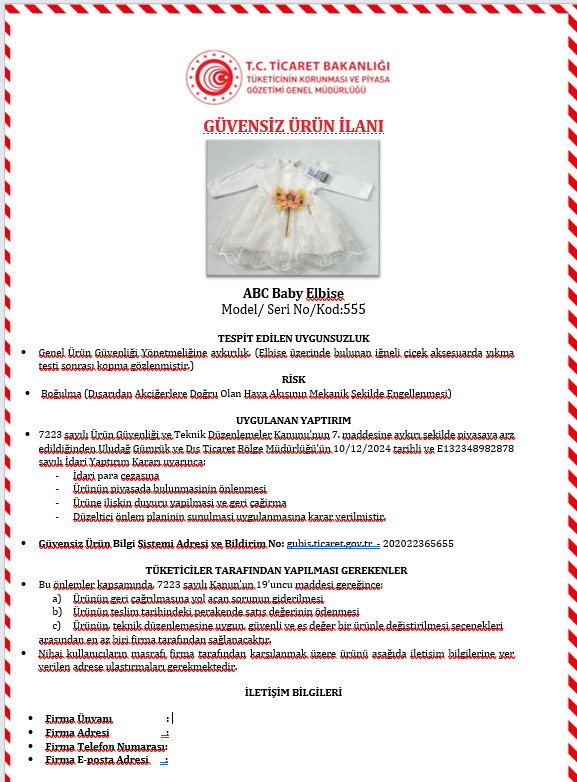 T.C. TİCARET BAKANLIĞI
TÜKETİCİNİN KORUNMASI VE PİYASA
GÖZETİMİ GENEL MÜDÜRLÜĞÜ
GÜVENSİZ ÜRÜN İLANI
ABC Baby Elbise
Model/ Seri No/Kod:555
TESPİT EDİLEN UYGUNSUZLUK
• Genel Ürün Güvenliği Yönetmeliğine aykırılık. (Elbise üzerinde bulunan iğneli çiçek aksesuarda yıkma
testi sonrası kopma gözlenmiştir.)
RİSK
• Boğulma (Dışarıdan Akciğerlere Doğru Olan Hava Akışının Mekanik Şekilde Engellenmesi)
UYGULANAN YAPTIRIM
• 7223 sayılı Ürün Güvenliği ve Teknik Düzenlemeler Kanunu'nun 7. maddesine aykırı şekilde piyasaya arz
edildiğinden Uludağ Gümrük ve Dış Ticaret Bölge Müdürlüğü'ün 10/12/2024 tarihli ve E132348982878
sayılı İdari Yaptırım Kararı uyarınca;
- İdari para cezasına
- Ürünün piyasada bulunmasinin önlenmesi
- Ürüne iliskin duyuru yapilmasi ve geri çağirma
- Düzeltici önlem planinin sunulmasi uygulanmasına karar verilmiştir.
• Güvensiz Ürün Bilgi Sistemi Adresi ve Bildirim No: gubis.ticaret.gov.tr - 202022365655
TÜKETİCİLER TARAFINDAN YAPILMASI GEREKENLER
• Bu önlemler kapsamında, 7223 sayılı Kanun'un 19'uncu maddesi gereğince;
a) Ürünün geri çağrılmasına yol açan sorunun giderilmesi
b) Ürünün teslim tarihindeki perakende satış değerinin ödenmesi
c) Ürünün, teknik düzenlemesine uygun, güvenli ve eş değer bir ürünle değiştirilmesi seçenekleri
arasından en az biri firma tarafından sağlanacaktır.
• Nihai kullanıcıların masrafı firma tarafından karşılanmak üzere ürünü aşağıda iletişim bilgilerine yer
verilen adrese ulaştırmaları gerekmektedir.
İLETİŞİM BİLGİLERİ
• Firma Ünvanı :
• Firma Adresi :
• Firma Telefon Numarası:
• Firma E-posta Adresi :